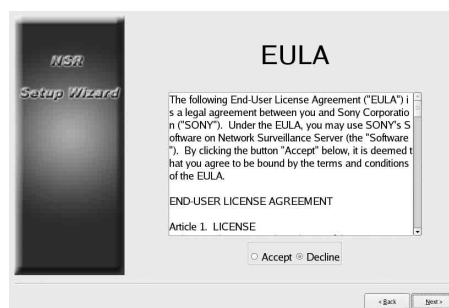 NSR
Setup Wizard
EULA
The following End-User License Agreement ("EULA") i
s a legal agreement between you and Sony Corporatio
n ("SONY"). Under the EULA, you may use SONY's S
oftware on Network Surveillance Server (the "Software
"). By clicking the button "Accept" below, it is deemed t
hat you agree to be bound by the terms and conditions
of the EULA.
END-USER LICENSE AGREEMENT
Article 1. LICENSE
Accept Decline
< Back Next >